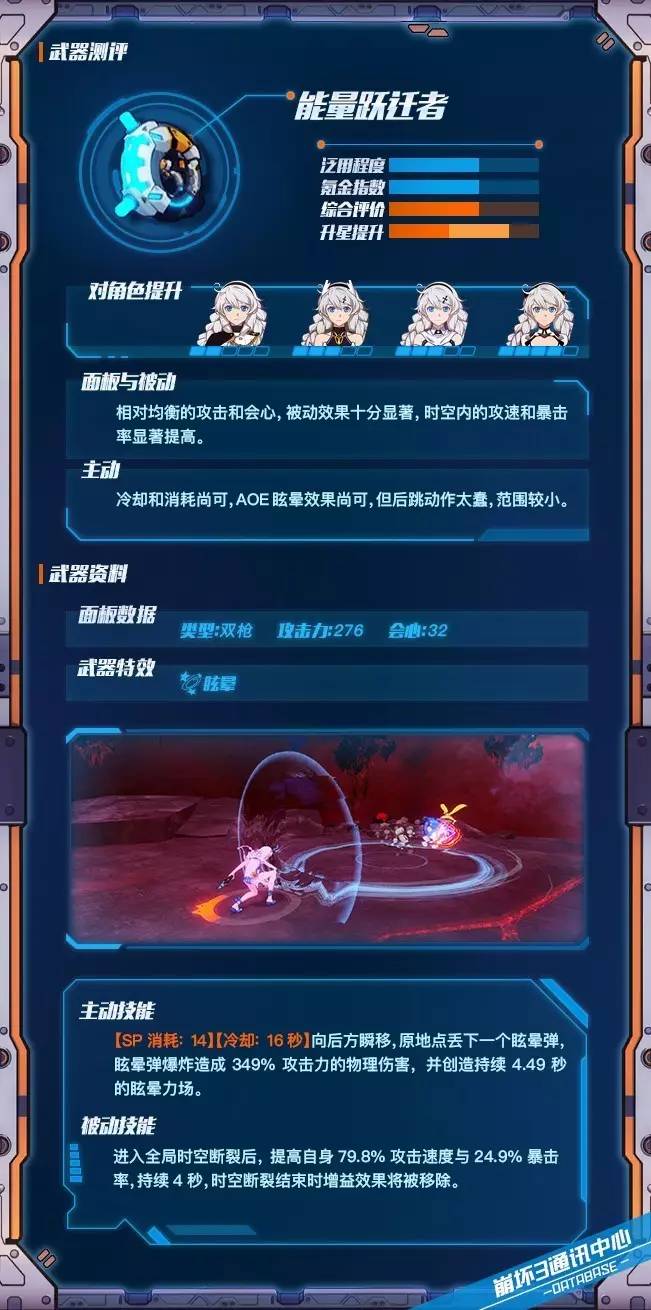 武器测评
能量跃迁者
泛用程度
氪金指数
综合评价
升星提升
对角色提升
面板与被动
相对均衡的攻击和会心，被动效果十分显著，时空内的攻速和暴击
率显著提高。
主动
冷却和消耗尚可，AOE眩晕效果尚可，但后跳动作太蠢，范围较小。
武器资料
面板数据
类型:双枪 攻击力:276 会心:32
武器特效
眩晕
主动技能
【SP 消耗：14】【冷却：16 秒】向后方瞬移，原地点丢下一个眩晕弹，
眩晕弹爆炸造成 349% 攻击力的物理伤害，并创造持续 4.49 秒
的眩晕力场。
被动技能
进入全局时空断裂后，提高自身 79.8% 攻击速度与 24.9% 暴击
率，持续 4 秒，时空断裂结束时增益效果将被移除。
崩坏3通讯中心
-DATABASE-